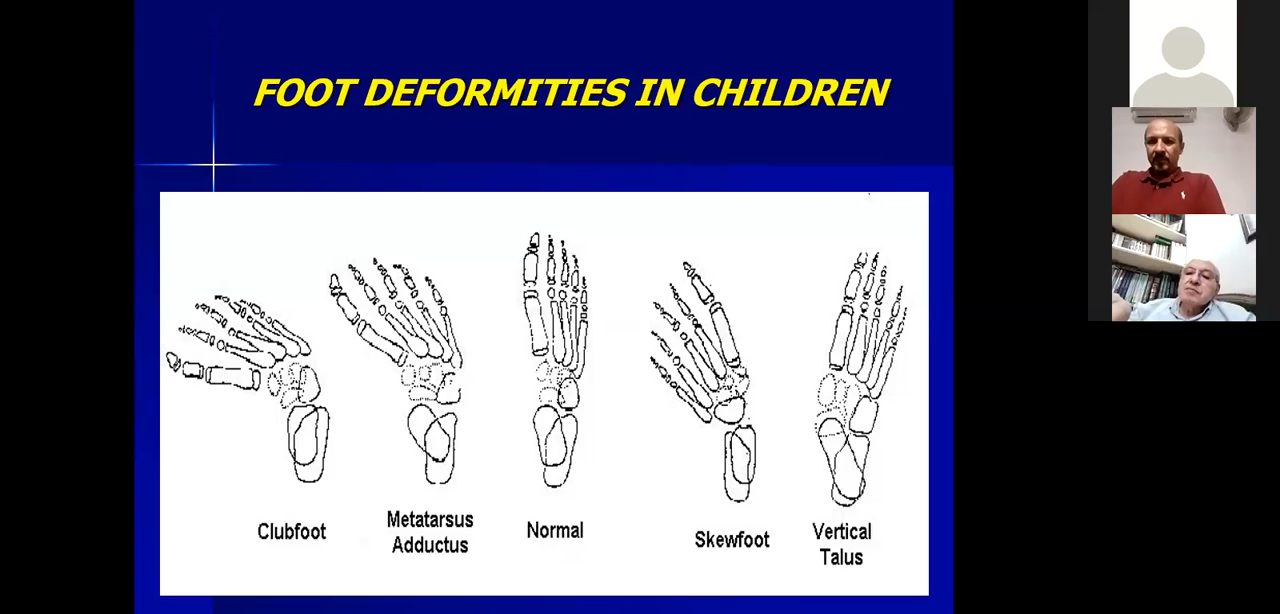 FOOT DEFORMITIES IN CHILDREN
Clubfoot
Metatarsus
Adductus
Normal
Skewfoot
Vertical
Talus